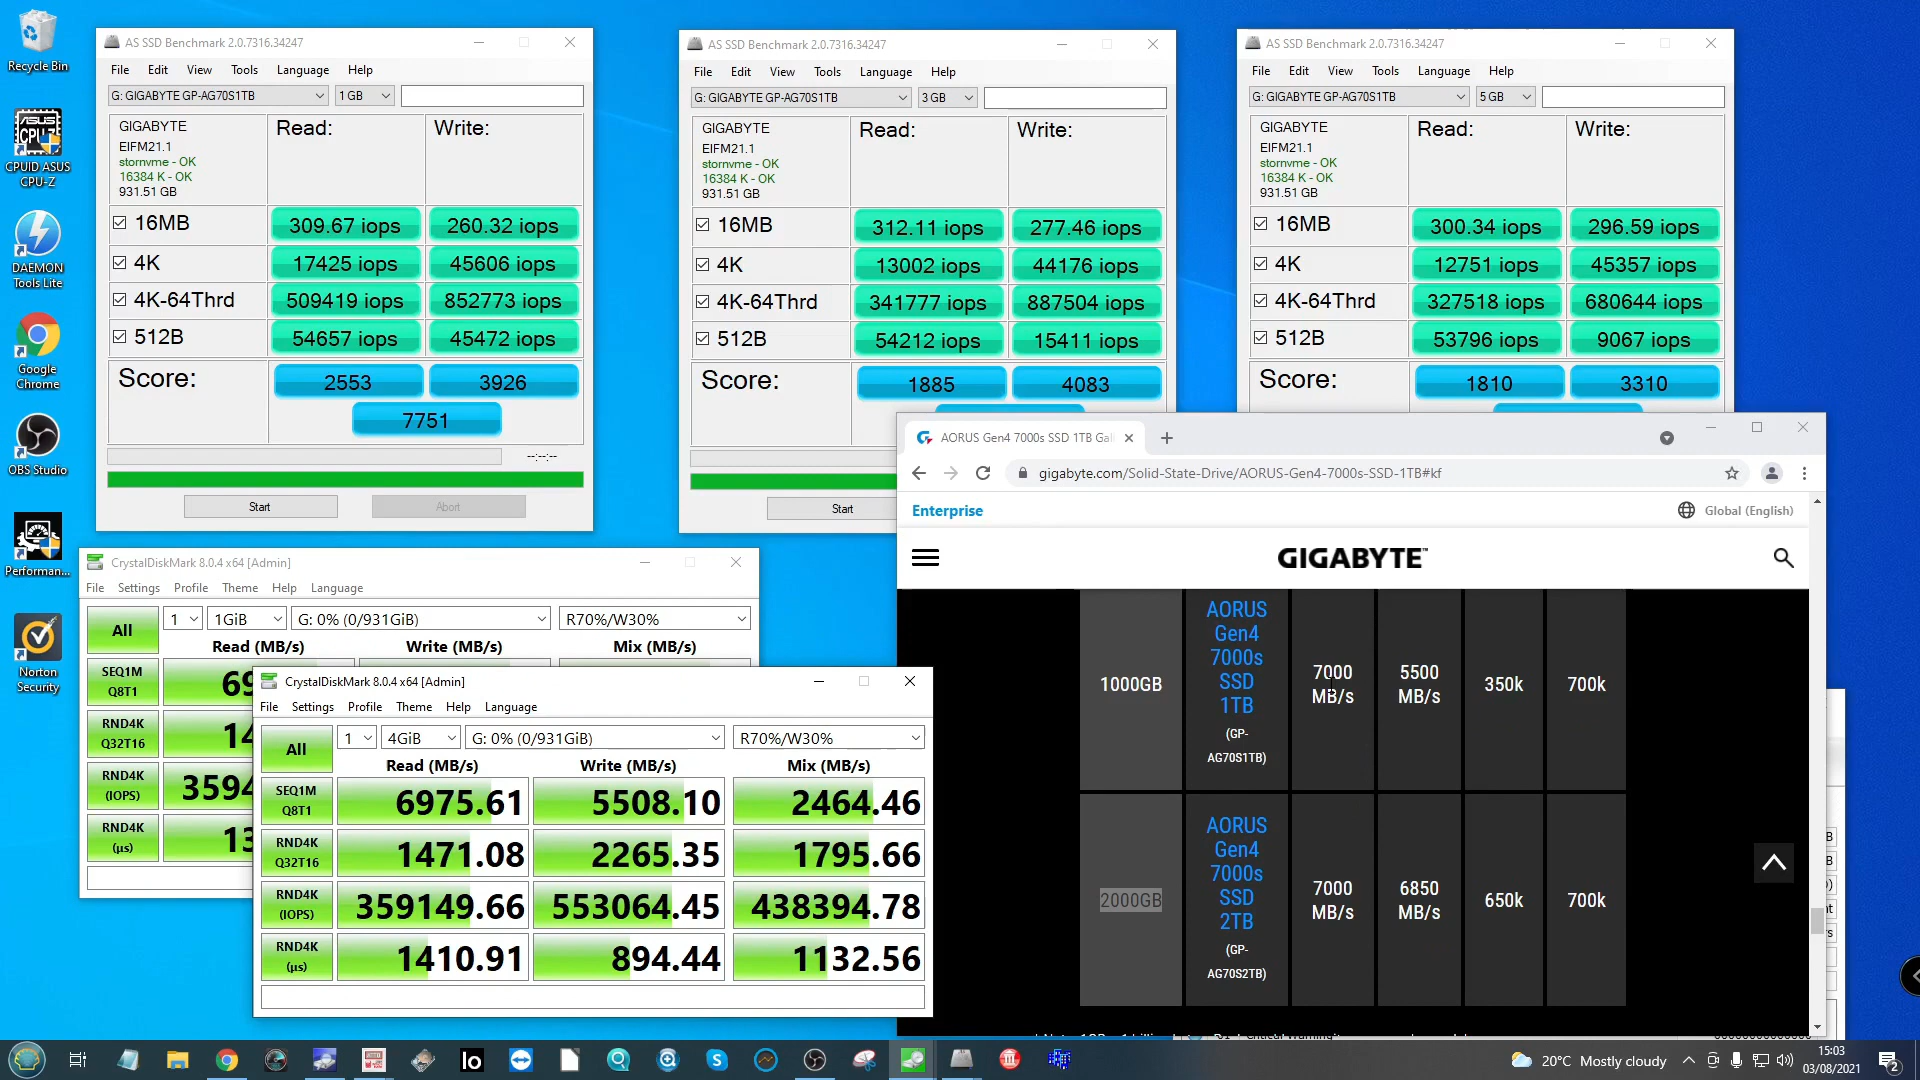 Recycle Bin
CPUID ASUS
CPU-Z
DAEMON
Tools Lite
Google
Chrome
OBS Studio
Performan...
Norton
Security
AS SSD Benchmark 2.0.7316.34247
File Edit View Tools Language Help
G: GIGABYTE GP-AG70S1TB 1 GB
GIGABYTE
EIFM21.1
stornvme - OK
16384 K - OK
931.51 GB
Read: Write:
16MB 309.67 iops 260.32 iops
4K 17425 iops 45606 iops
4K-64Thrd 509419 iops 852773 iops
512B 54657 iops 45472 iops
Score: 2553 3926
7751
--:--:--
Start Abort
AS SSD Benchmark 2.0.7316.34247
File Edit View Tools Language Help
G: GIGABYTE GP-AG70S1TB 3 GB
GIGABYTE
EIFM21.1
stornvme - OK
16384 K - OK
931.51 GB
Read: Write:
16MB 312.11 iops 277.46 iops
4K 13002 iops 44176 iops
4K-64Thrd 341777 iops 887504 iops
512B 54212 iops 15411 iops
Score: 1885 4083
Start
AS SSD Benchmark 2.0.7316.34247
File Edit View Tools Language Help
G: GIGABYTE GP-AG70S1TB 5 GB
GIGABYTE
EIFM21.1
stornvme - OK
16384 K - OK
931.51 GB
Read: Write:
16MB 300.34 iops 296.59 iops
4K 12751 iops 45357 iops
4K-64Thrd 327518 iops 680644 iops
512B 53796 iops 9067 iops
Score: 1810 3310
CrystalDiskMark 8.0.4 x64 [Admin]
File Settings Profile Theme Help Language
All 1 1GiB G: 0% (0/931GiB) R70%/W30%
Read (MB/s) Write (MB/s) Mix (MB/s)
SEQ1M
Q8T1
RND4K
Q32T16
RND4K
(IOPS)
RND4K
(µs)
CrystalDiskMark 8.0.4 x64 [Admin]
File Settings Profile Theme Help Language
All 1 4GiB G: 0% (0/931GiB) R70%/W30%
Read (MB/s) Write (MB/s) Mix (MB/s)
SEQ1M
Q8T1 6975.61 5508.10 2464.46
RND4K
Q32T16 1471.08 2265.35 1795.66
RND4K
(IOPS) 359149.66 553064.45 438394.78
RND4K
(µs) 1410.91 894.44 1132.56
AORUS Gen4 7000s SSD 1TB Gal
gigabyte.com/Solid-State-Drive/AORUS-Gen4-7000s-SSD-1TB#kf
Enterprise Global (English)
GIGABYTE™
1000GB
AORUS
Gen4
7000s
SSD
1TB
(GP-
AG70S1TB)
7000
MB/s
5500
MB/s
350k
700k
2000GB
AORUS
Gen4
7000s
SSD
2TB
(GP-
AG70S2TB)
7000
MB/s
6850
MB/s
650k
700k
20°C Mostly cloudy
15:03
03/08/2021
2